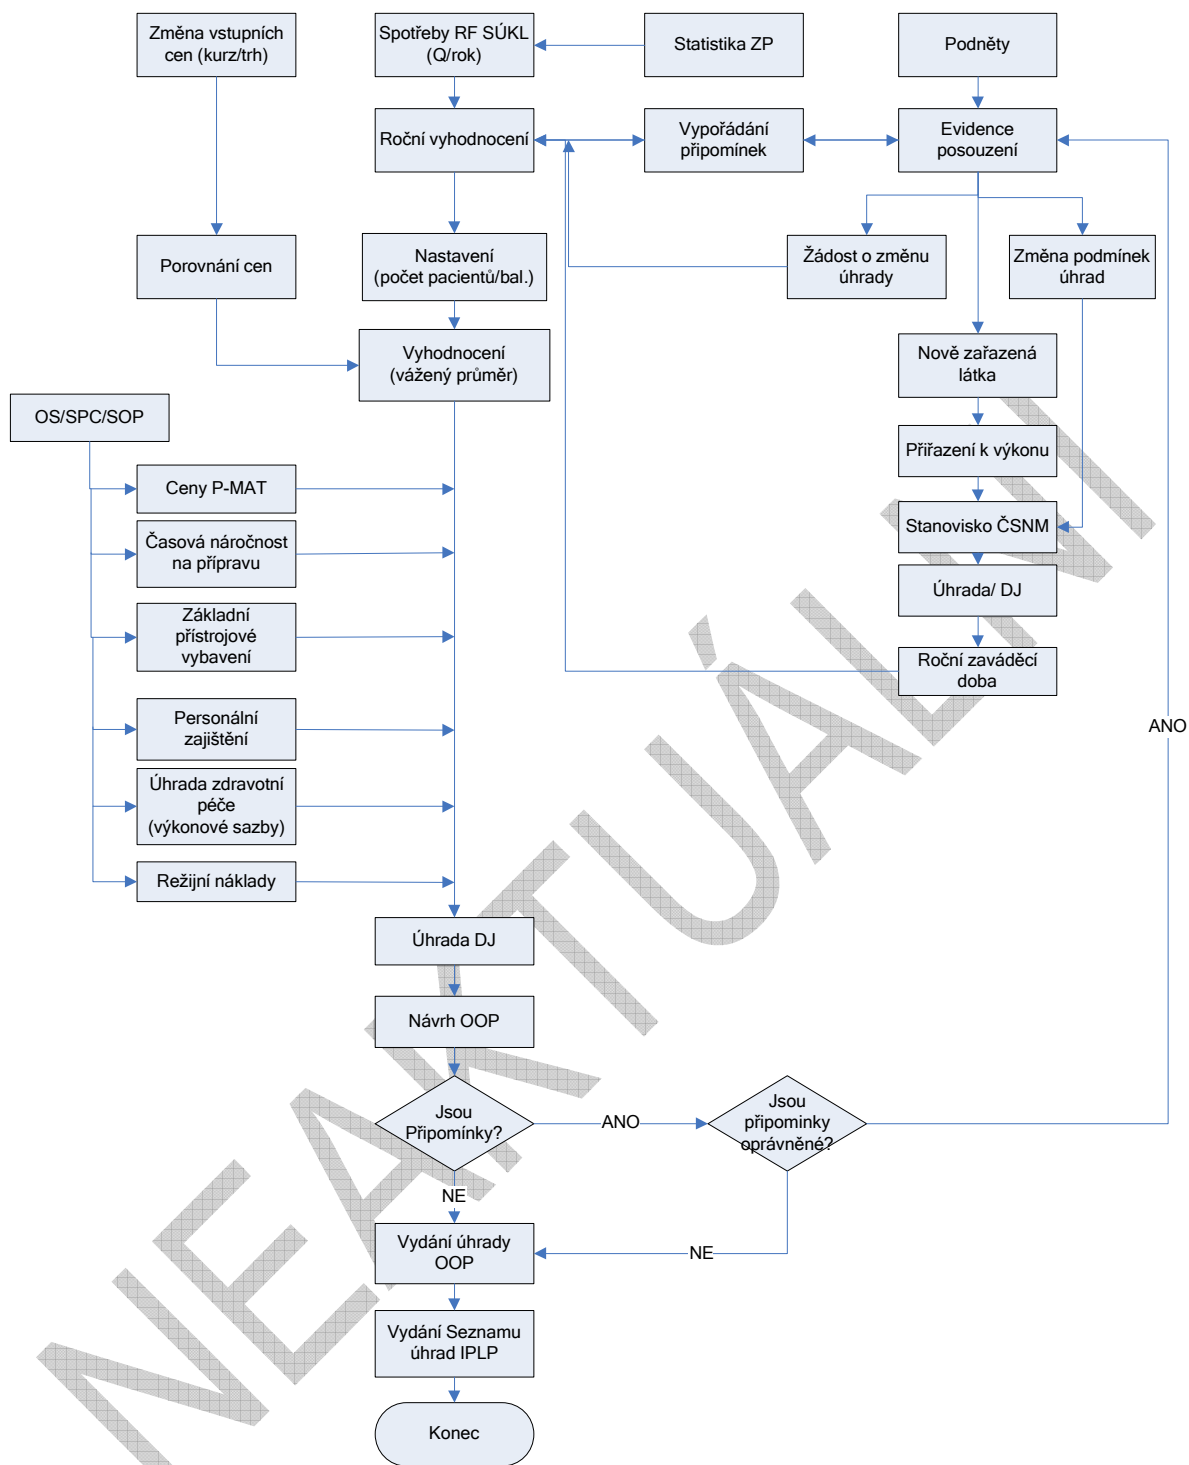 Změna vstupních
cen (kurz/trh)
Spotřeby RF SÚKL
(Q/rok)
Statistika ZP
Podněty
Roční vyhodnocení
Vypořádání
připomínek
Evidence
posouzení
Porovnání cen
Nastavení
(počet pacientů/bal.)
Žádost o změnu
úhrady
Změna podmínek
úhrad
Vyhodnocení
(vážený průměr)
Nově zařazená
látka
OS/SPC/SOP
Přiřazení k výkonu
Ceny P-MAT
Stanovisko ČSNM
Časová náročnost
na přípravu
Úhrada/ DJ
Základní
přístrojové
vybavení
Roční zaváděcí
doba
Personální
zajištění
ANO
Úhrada zdravotní
péče
(výkonové sazby)
Režijní náklady
Úhrada DJ
Návrh OOP
Jsou
Připomínky?
ANO
Jsou
připominky
oprávněné?
NE
Vydání úhrady
OOP
NE
Vydání Seznamu
úhrad IPLP
Konec
NEAKTUÁLNÍ